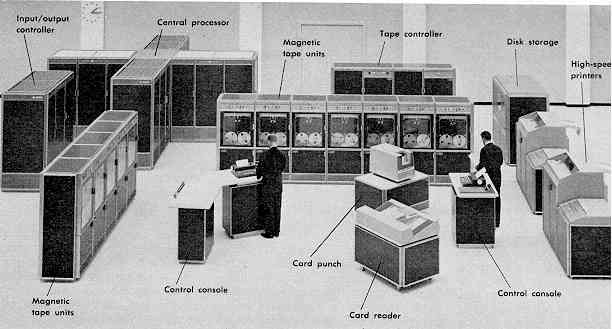 Input/output
controller
Central processor
Magnetic
tape units
Tape controller
Disk storage
High-speed
printers
Magnetic
tape units
Control console
Card punch
Card reader
Control console